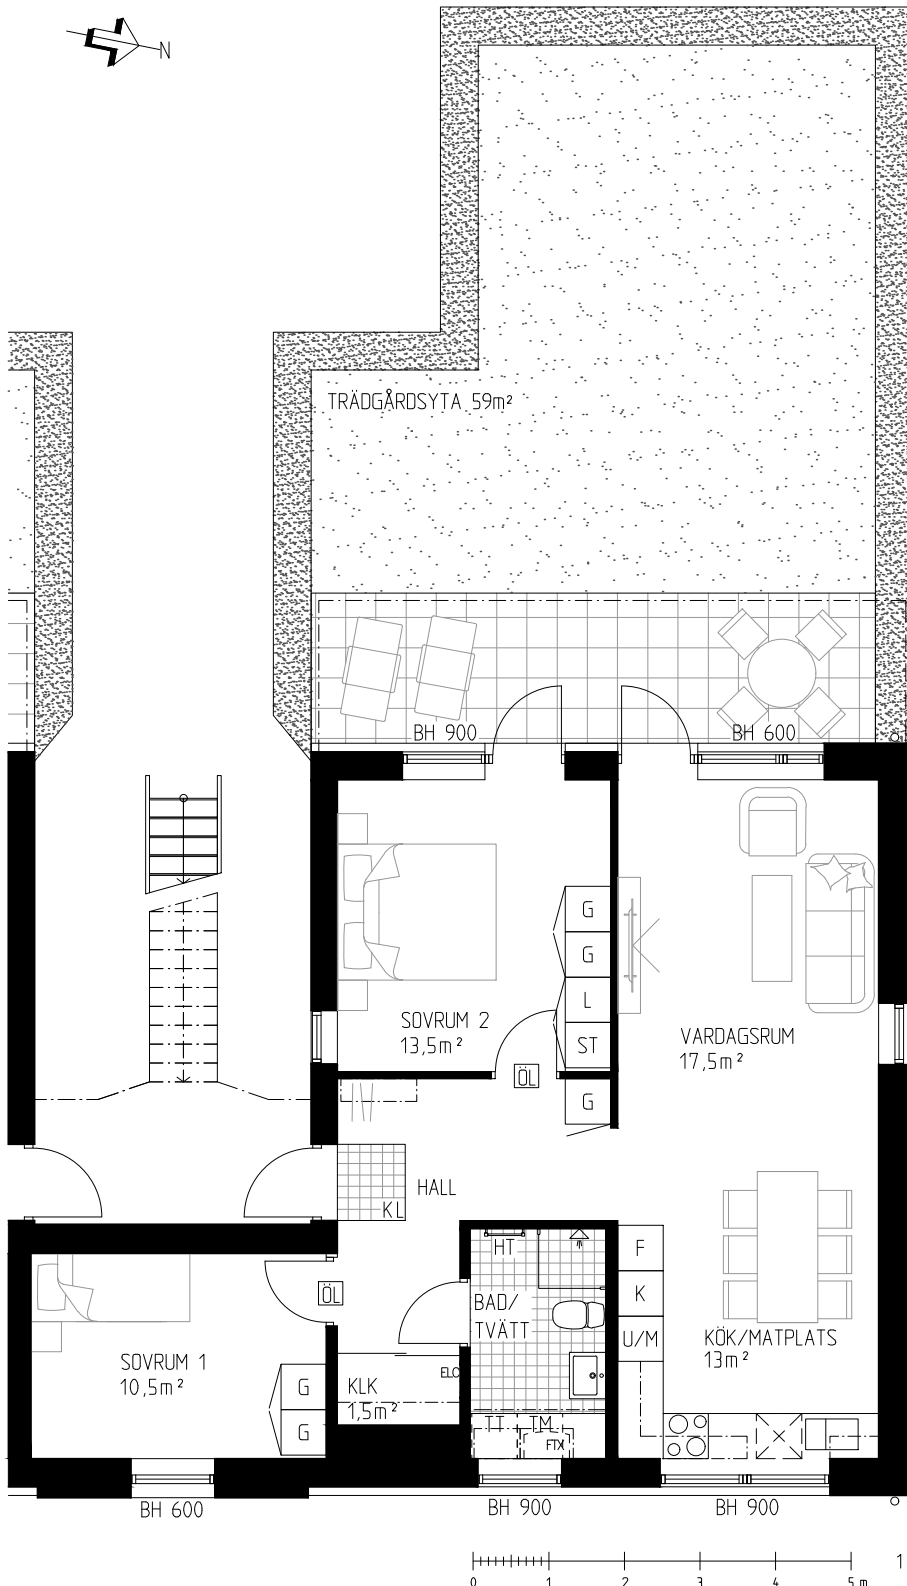 N
TRÄDGÅRDSYTA 59m²
BH 900
BH 600
G
G
L
ST
SOVRUM 2
13,5m²
ÖL
G
VARDAGSRUM
17,5m²
HALL
KL
HT
F
K
U/M
BAD/
TVÄTT
ÖL
KÖK/MATPLATS
13m²
SOVRUM 1
10,5m²
G
G
KLK
1,5m²
ELC
TT
TM
FTX
BH 600
BH 900
BH 900
1
0 1 2 3 4 5 m